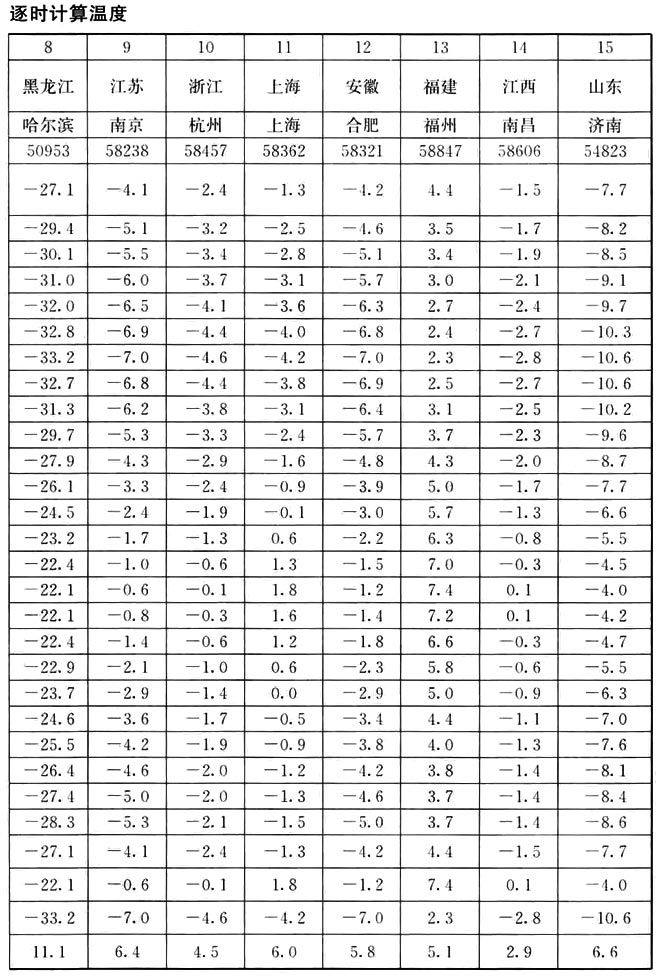 逐时计算温度
8 9 10 11 12 13 14 15
黑龙江 江苏 浙江 上海 安徽 福建 江西 山东
哈尔滨 南京 杭州 上海 合肥 福州 南昌 济南
50953 58238 58457 58362 58321 58847 58606 54823
−27.1 −4.1 −2.4 −1.3 −4.2 4.4 −1.5 −7.7
−29.4 −5.1 −3.2 −2.5 −4.6 3.5 −1.7 −8.2
−30.1 −5.5 −3.4 −2.8 −5.1 3.4 −1.9 −8.5
−31.0 −6.0 −3.7 −3.1 −5.7 3.0 −2.1 −9.1
−32.0 −6.5 −4.1 −3.6 −6.3 2.7 −2.4 −9.7
−32.8 −6.9 −4.4 −4.0 −6.8 2.4 −2.7 −10.3
−33.2 −7.0 −4.6 −4.2 −7.0 2.3 −2.8 −10.6
−32.7 −6.8 −4.4 −3.8 −6.9 2.5 −2.7 −10.6
−31.3 −6.2 −3.8 −3.1 −6.4 3.1 −2.5 −10.2
−29.7 −5.3 −3.3 −2.4 −5.7 3.7 −2.3 −9.6
−27.9 −4.3 −2.9 −1.6 −4.8 4.3 −2.0 −8.7
−26.1 −3.3 −2.4 −0.9 −3.9 5.0 −1.7 −7.7
−24.5 −2.4 −1.9 −0.1 −3.0 5.7 −1.3 −6.6
−23.2 −1.7 −1.3 0.6 −2.2 6.3 −0.8 −5.5
−22.4 −1.0 −0.6 1.3 −1.5 7.0 −0.3 −4.5
−22.1 −0.6 −0.1 1.8 −1.2 7.4 0.1 −4.0
−22.1 −0.8 −0.3 1.6 −1.4 7.2 0.1 −4.2
−22.4 −1.4 −0.6 1.2 −1.8 6.6 −0.3 −4.7
−22.9 −2.1 −1.0 0.6 −2.3 5.8 −0.6 −5.5
−23.7 −2.9 −1.4 0.0 −2.9 5.0 −0.9 −6.3
−24.6 −3.6 −1.7 −0.5 −3.4 4.4 −1.1 −7.0
−25.5 −4.2 −1.9 −0.9 −3.8 4.0 −1.3 −7.6
−26.4 −4.6 −2.0 −1.2 −4.2 3.8 −1.4 −8.1
−27.4 −5.0 −2.0 −1.3 −4.6 3.7 −1.4 −8.4
−28.3 −5.3 −2.1 −1.5 −5.0 3.7 −1.4 −8.6
−27.1 −4.1 −2.4 −1.3 −4.2 4.4 −1.5 −7.7
−22.1 −0.6 −0.1 1.8 −1.2 7.4 0.1 −4.0
−33.2 −7.0 −4.6 −4.2 −7.0 2.3 −2.8 −10.6
11.1 6.4 4.5 6.0 5.8 5.1 2.9 6.6